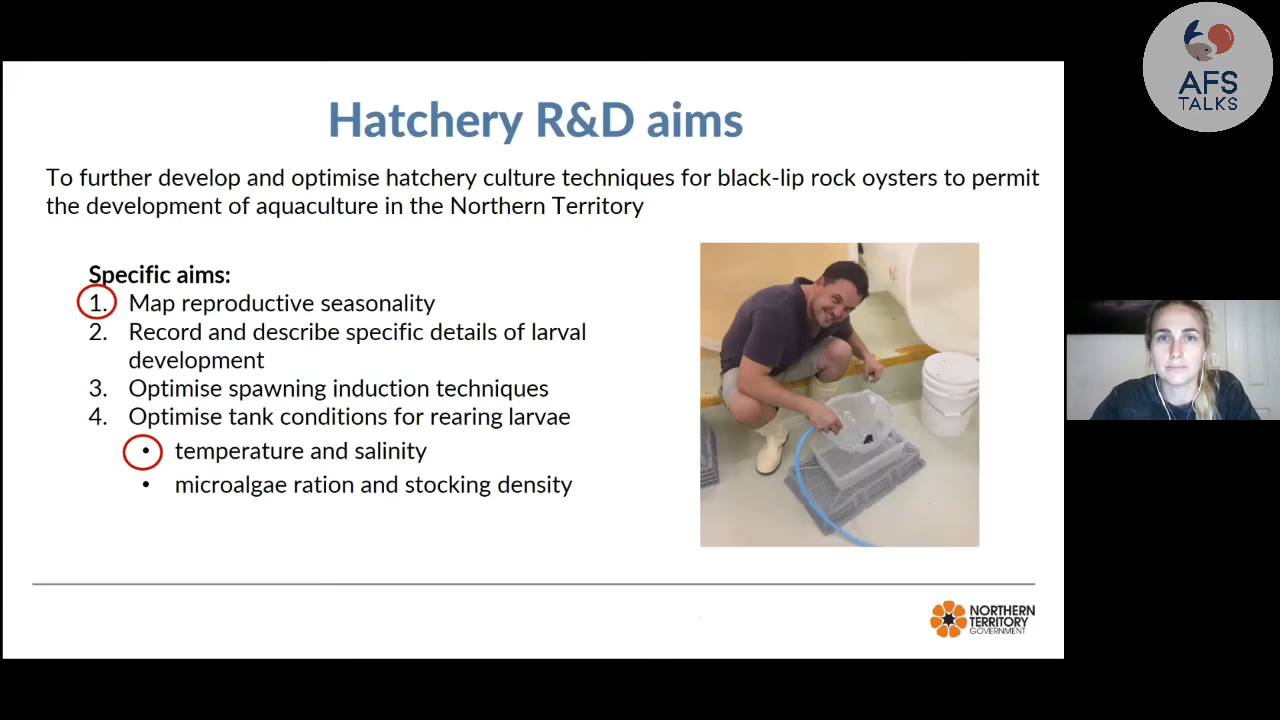 AFS
TALKS
Hatchery R&D aims
To further develop and optimise hatchery culture techniques for black-lip rock oysters to permit
the development of aquaculture in the Northern Territory
Specific aims:
1. Map reproductive seasonality
2. Record and describe specific details of larval
development
3. Optimise spawning induction techniques
4. Optimise tank conditions for rearing larvae
• temperature and salinity
• microalgae ration and stocking density
NORTHERN
TERRITORY
GOVERNMENT